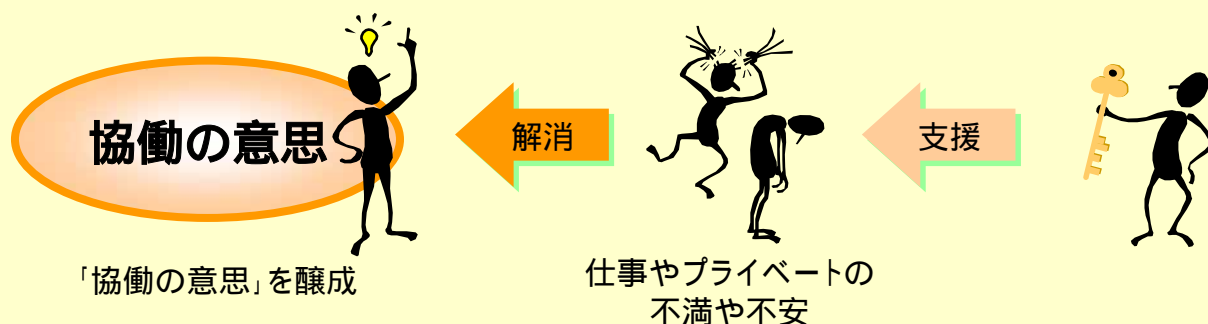 協働の意思
解消
支援
「協働の意思」を醸成
仕事やプライベートの
不満や不安